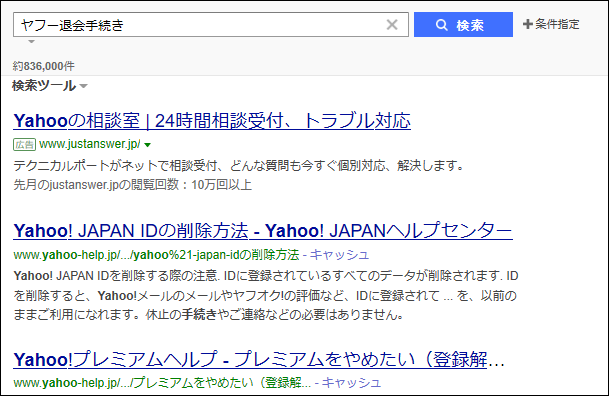 ヤフー退会手続き
検索
条件指定
約836,000件
検索ツール
Yahooの相談室 | 24時間相談受付、トラブル対応
広告 www.justanswer.jp/
テクニカルポートがネットで相談受付、どんな質問も今すぐ個別対応、解決します。
先月のjustanswer.jpの閲覧回数：10万回以上
Yahoo! JAPAN IDの削除方法 - Yahoo! JAPANヘルプセンター
www.yahoo-help.jp/.../yahoo%21-japan-idの削除方法 - キャッシュ
Yahoo! JAPAN IDを削除する際の注意. IDに登録されているすべてのデータが削除されます. ID
を削除すると、Yahoo!メールのメールやヤフオク!の評価など、IDに登録されて ... を、以前の
ままご利用になれます。休止の手続きやご連絡などの必要はありません。
Yahoo!プレミアムヘルプ - プレミアムをやめたい（登録解…
www.yahoo-help.jp/.../プレミアムをやめたい（登録解... - キャッシュ